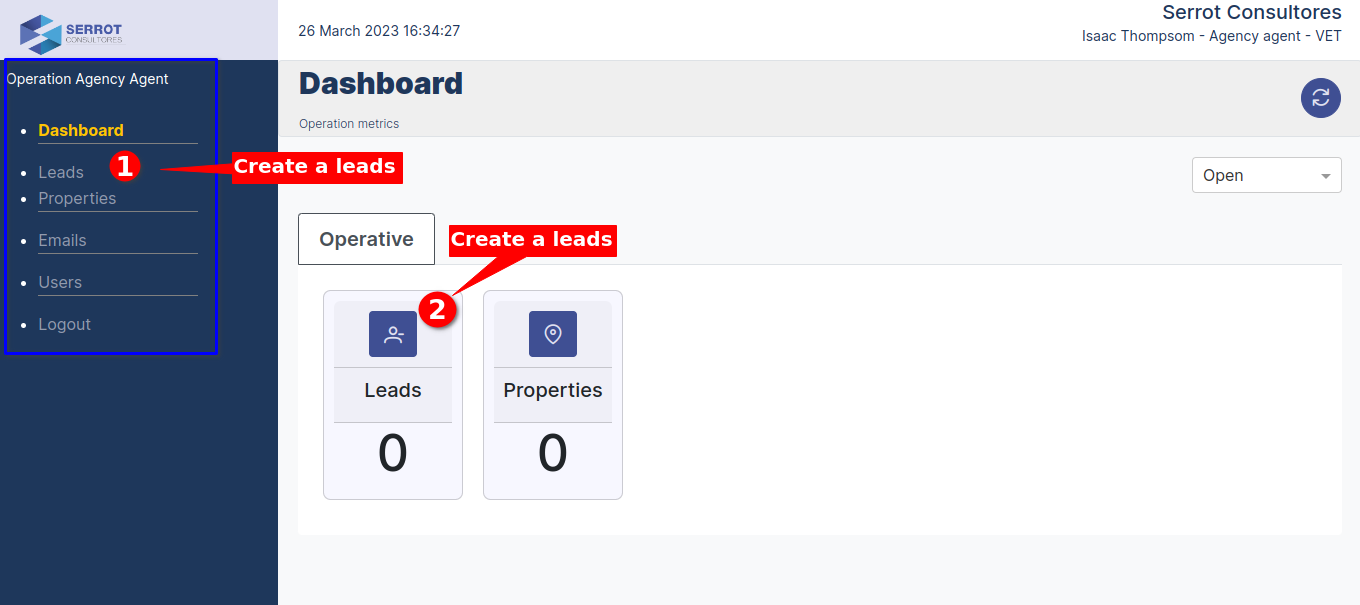 SERROT
CONSULTORES
26 March 2023 16:34:27
Serrot Consultores
Isaac Thompsom - Agency agent - VET
Operation Agency Agent
Dashboard
Leads
1
Properties
Emails
Users
Logout
Create a leads
Dashboard
Operation metrics
Open
Operative
Create a leads
2
Leads
0
Properties
0